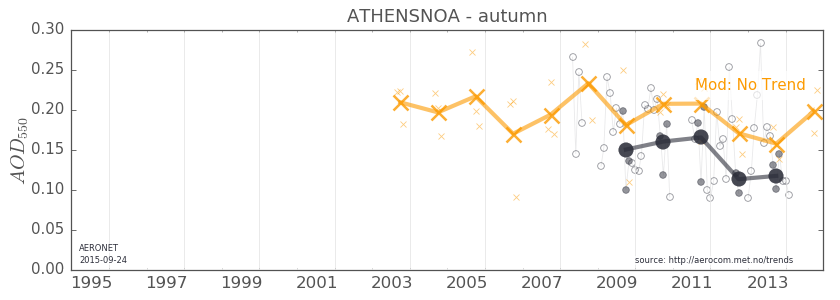 ATHENSNOA - autumn
0.30
0.25
0.20
0.15
0.10
0.05
0.00
AOD550
Mod: No Trend
AERONET
2015-09-24
source: http://aerocom.met.no/trends
1995 1997 1999 2001 2003 2005 2007 2009 2011 2013